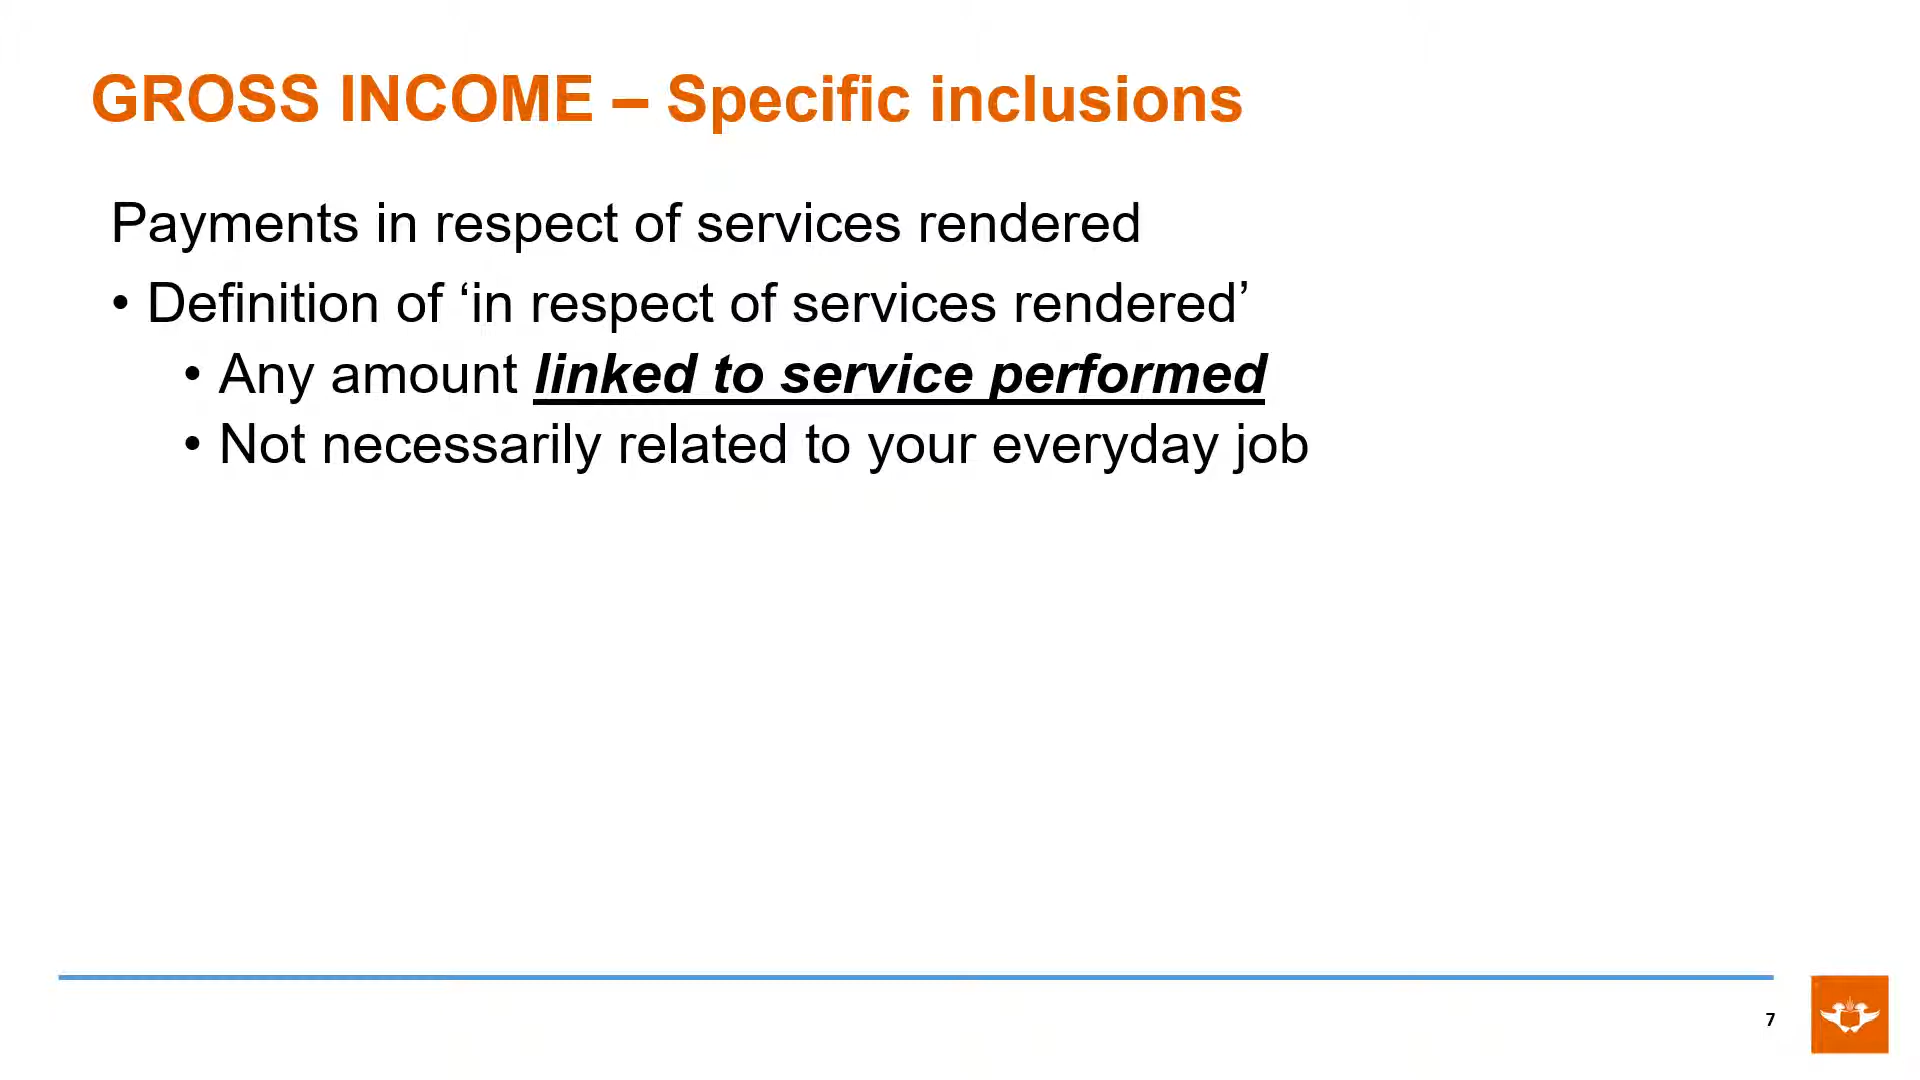 GROSS INCOME – Specific inclusions
Payments in respect of services rendered
• Definition of ‘in respect of services rendered’
• Any amount linked to service performed
• Not necessarily related to your everyday job
7